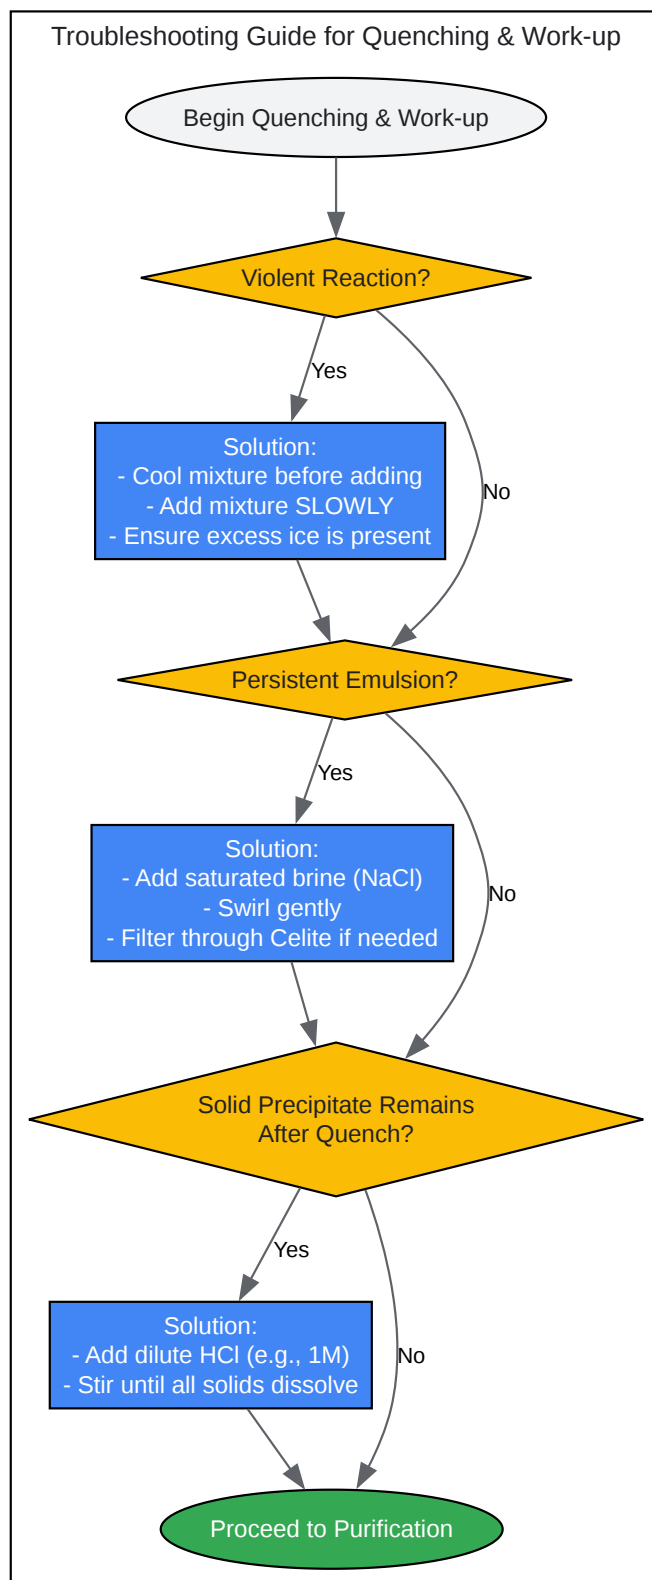 Troubleshooting Guide for Quenching & Work-up
Begin Quenching & Work-up
Violent Reaction?
Yes
Solution:
- Cool mixture before adding
- Add mixture SLOWLY
- Ensure excess ice is present
No
Persistent Emulsion?
Yes
Solution:
- Add saturated brine (NaCl)
- Swirl gently
- Filter through Celite if needed
No
Solid Precipitate Remains
After Quench?
Yes
Solution:
- Add dilute HCl (e.g., 1M)
- Stir until all solids dissolve
No
Proceed to Purification